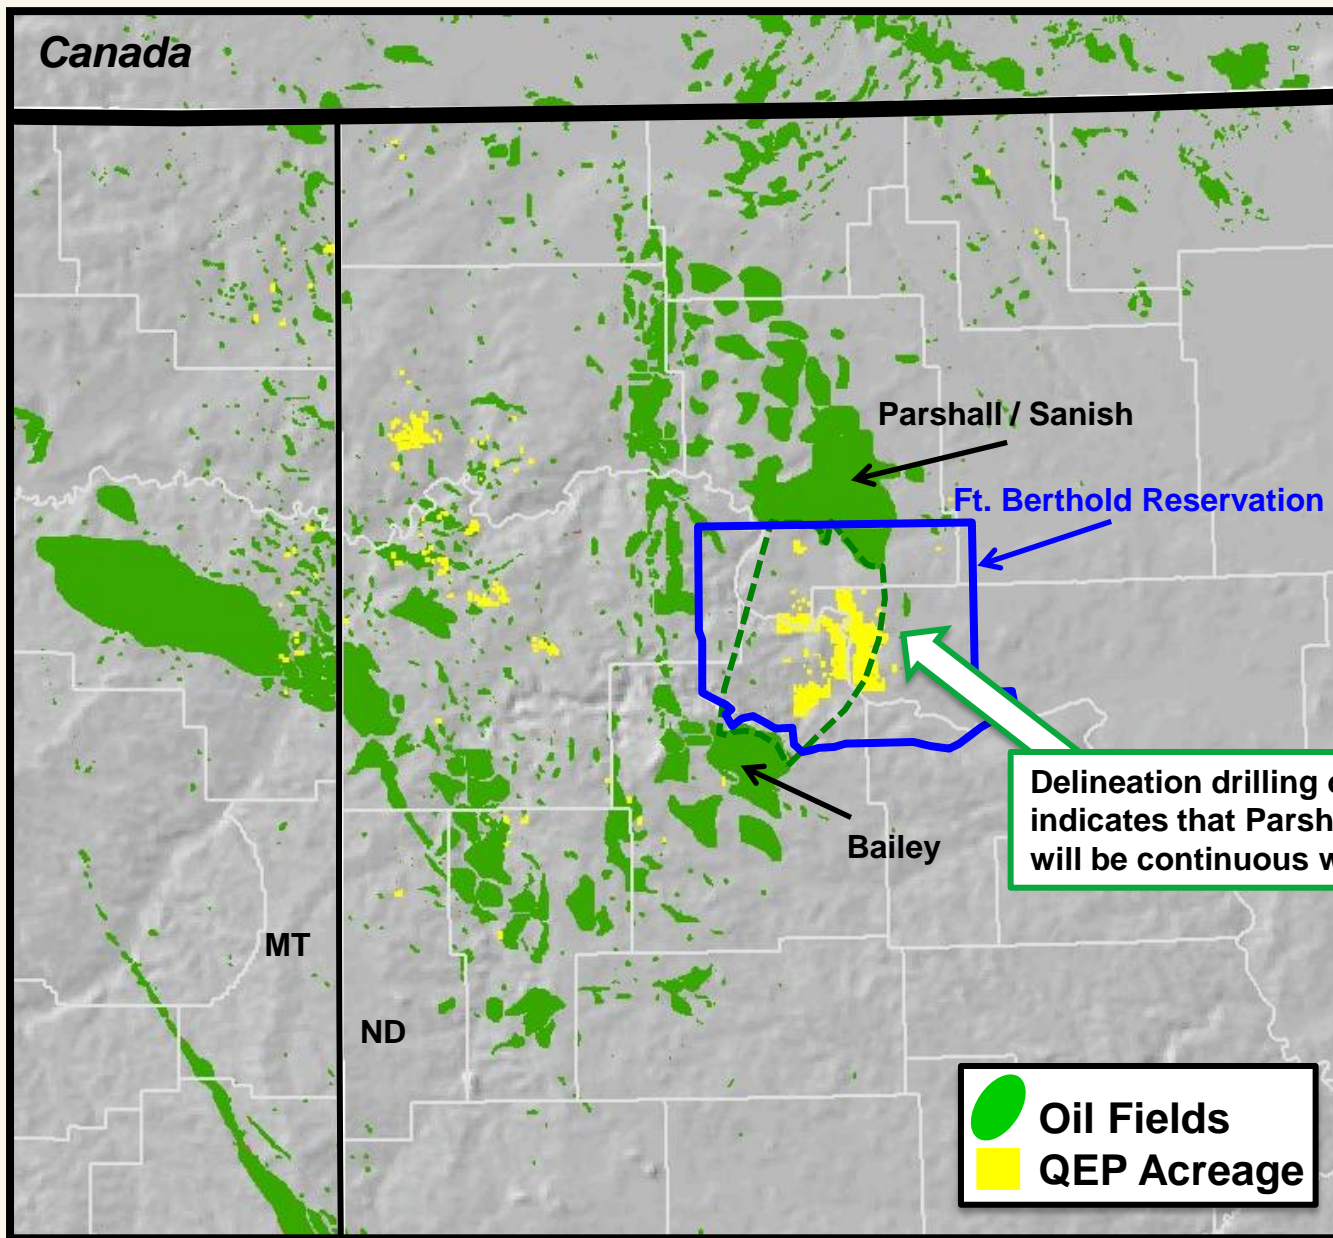 Canada
Parshall / Sanish
Ft. Berthold Reservation
Delineation drilling
indicates that
will be continuous
Bailey
MT
ND
Oil Fields
QEP Acreage